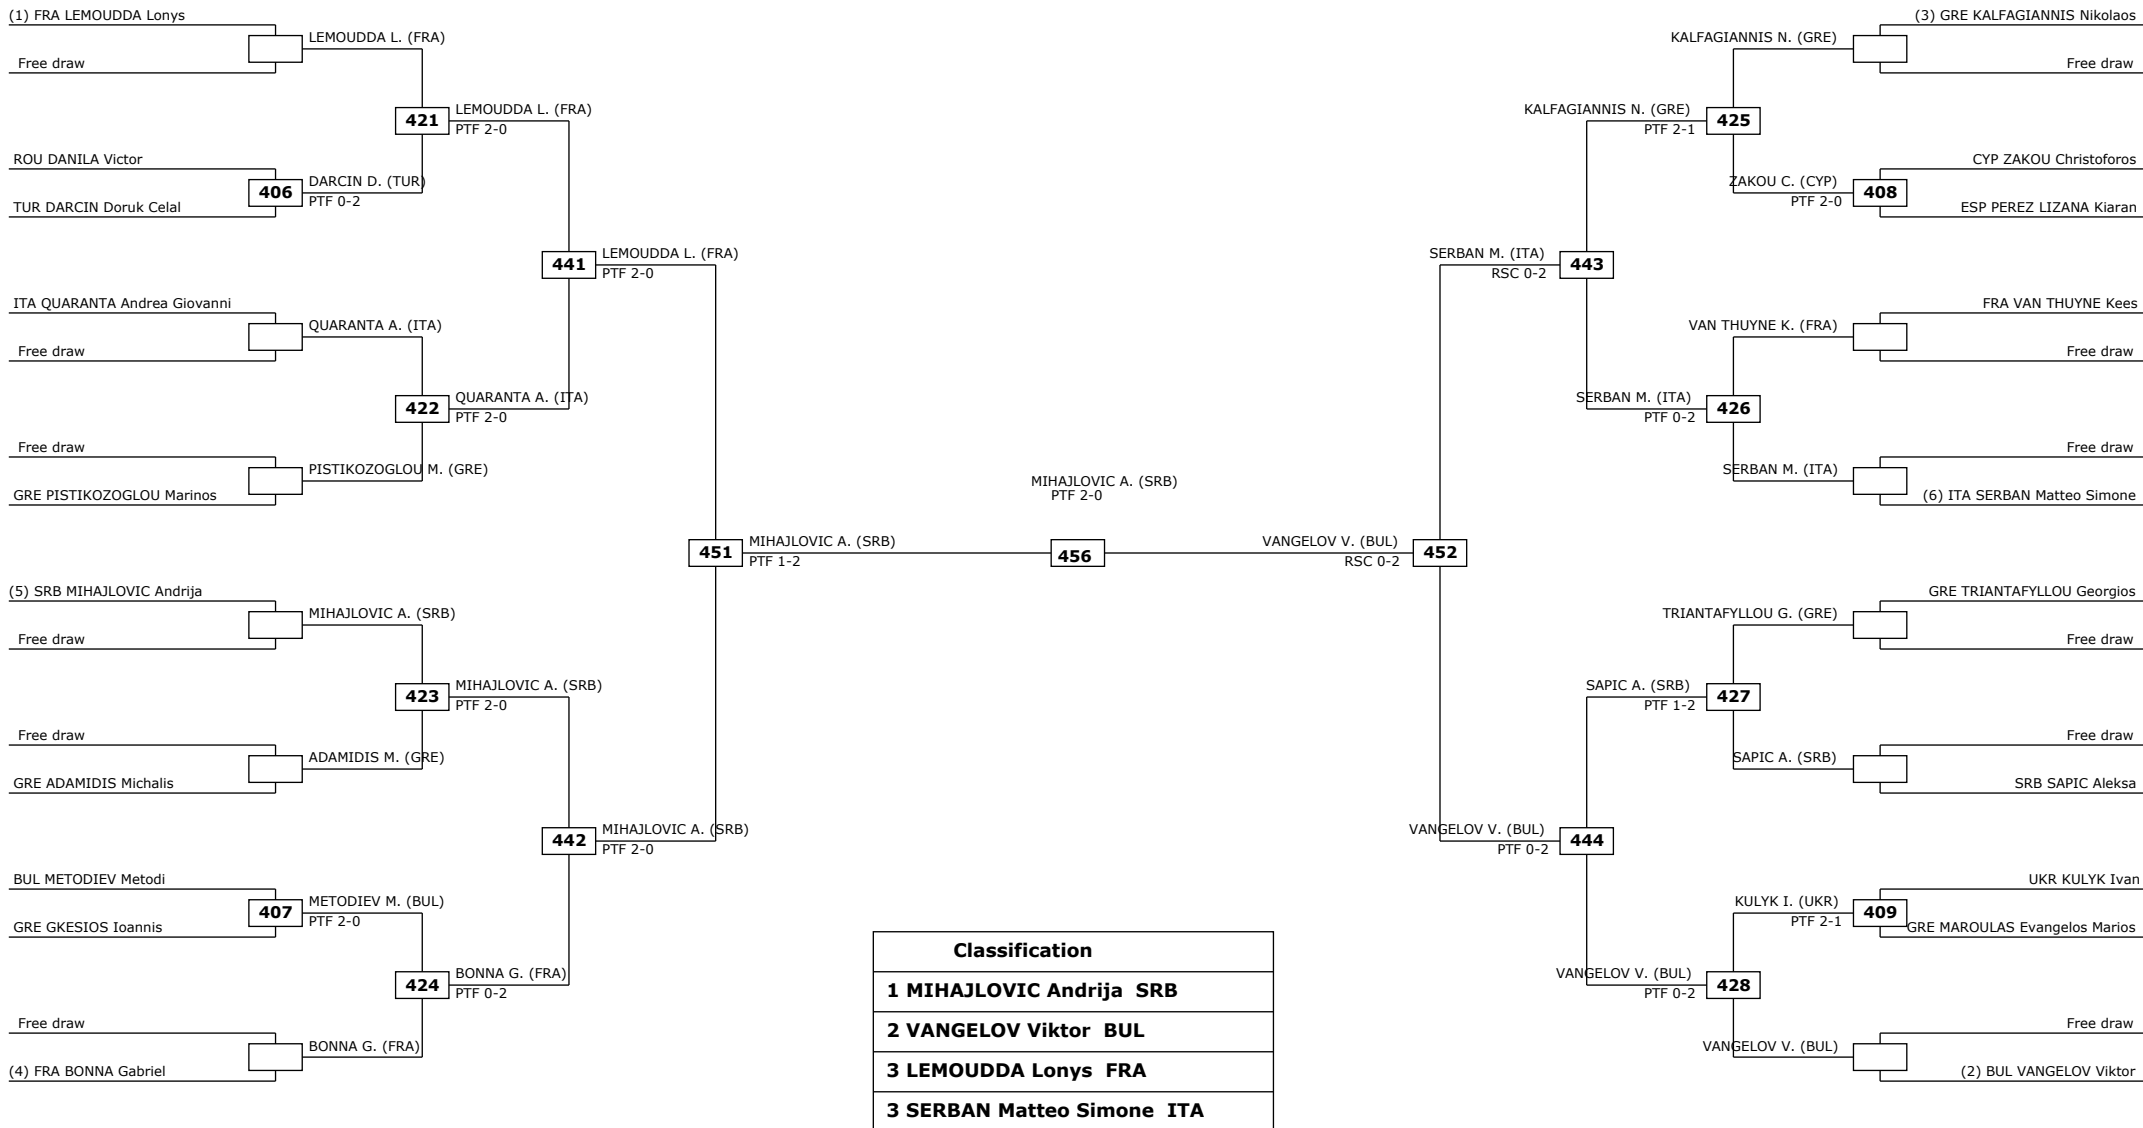 (1) FRA LEMOUDDA Lonys
Free draw
LEMOUDDA L. (FRA)
421
LEMOUDDA L. (FRA)
PTF 2-0
ROU DANILA Victor
TUR DARCIN Doruk Celal
406
DARCIN D. (TUR)
PTF 0-2
441
LEMOUDDA L. (FRA)
PTF 2-0
ITA QUARANTA Andrea Giovanni
Free draw
QUARANTA A. (ITA)
422
QUARANTA A. (ITA)
PTF 2-0
Free draw
GRE PISTIKOZOGLOU Marinos
PISTIKOZOGLOU M. (GRE)
451
MIHAJLOVIC A. (SRB)
PTF 1-2
(5) SRB MIHAJLOVIC Andrija
Free draw
MIHAJLOVIC A. (SRB)
423
MIHAJLOVIC A. (SRB)
PTF 2-0
Free draw
GRE ADAMIDIS Michalis
ADAMIDIS M. (GRE)
442
MIHAJLOVIC A. (SRB)
PTF 2-0
BUL METODIEV Metodi
GRE GKESIOS Ioannis
407
METODIEV M. (BUL)
PTF 2-0
424
BONNA G. (FRA)
PTF 0-2
Free draw
(4) FRA BONNA Gabriel
BONNA G. (FRA)
MIHAJLOVIC A. (SRB)
PTF 2-0
456
(3) GRE KALFAGIANNIS Nikolaos
Free draw
KALFAGIANNIS N. (GRE)
KALFAGIANNIS N. (GRE)
PTF 2-1
425
CYP ZAKOU Christoforos
ESP PEREZ LIZANA Kiaran
ZAKOU C. (CYP)
PTF 2-0
408
SERBAN M. (ITA)
RSC 0-2
443
FRA VAN THUYNE Kees
Free draw
VAN THUYNE K. (FRA)
SERBAN M. (ITA)
PTF 0-2
426
Free draw
(6) ITA SERBAN Matteo Simone
SERBAN M. (ITA)
VANGELOV V. (BUL)
RSC 0-2
452
GRE TRIANTAFYLLOU Georgios
Free draw
TRIANTAFYLLOU G. (GRE)
SAPIC A. (SRB)
PTF 1-2
427
Free draw
SRB SAPIC Aleksa
SAPIC A. (SRB)
VANGELOV V. (BUL)
PTF 0-2
444
UKR KULYK Ivan
GRE MAROULAS Evangelos Marios
KULYK I. (UKR)
PTF 2-1
409
VANGELOV V. (BUL)
PTF 0-2
428
Free draw
(2) BUL VANGELOV Viktor
VANGELOV V. (BUL)
Classification
1 MIHAJLOVIC Andrija SRB
2 VANGELOV Viktor BUL
3 LEMOUDDA Lonys FRA
3 SERBAN Matteo Simone ITA